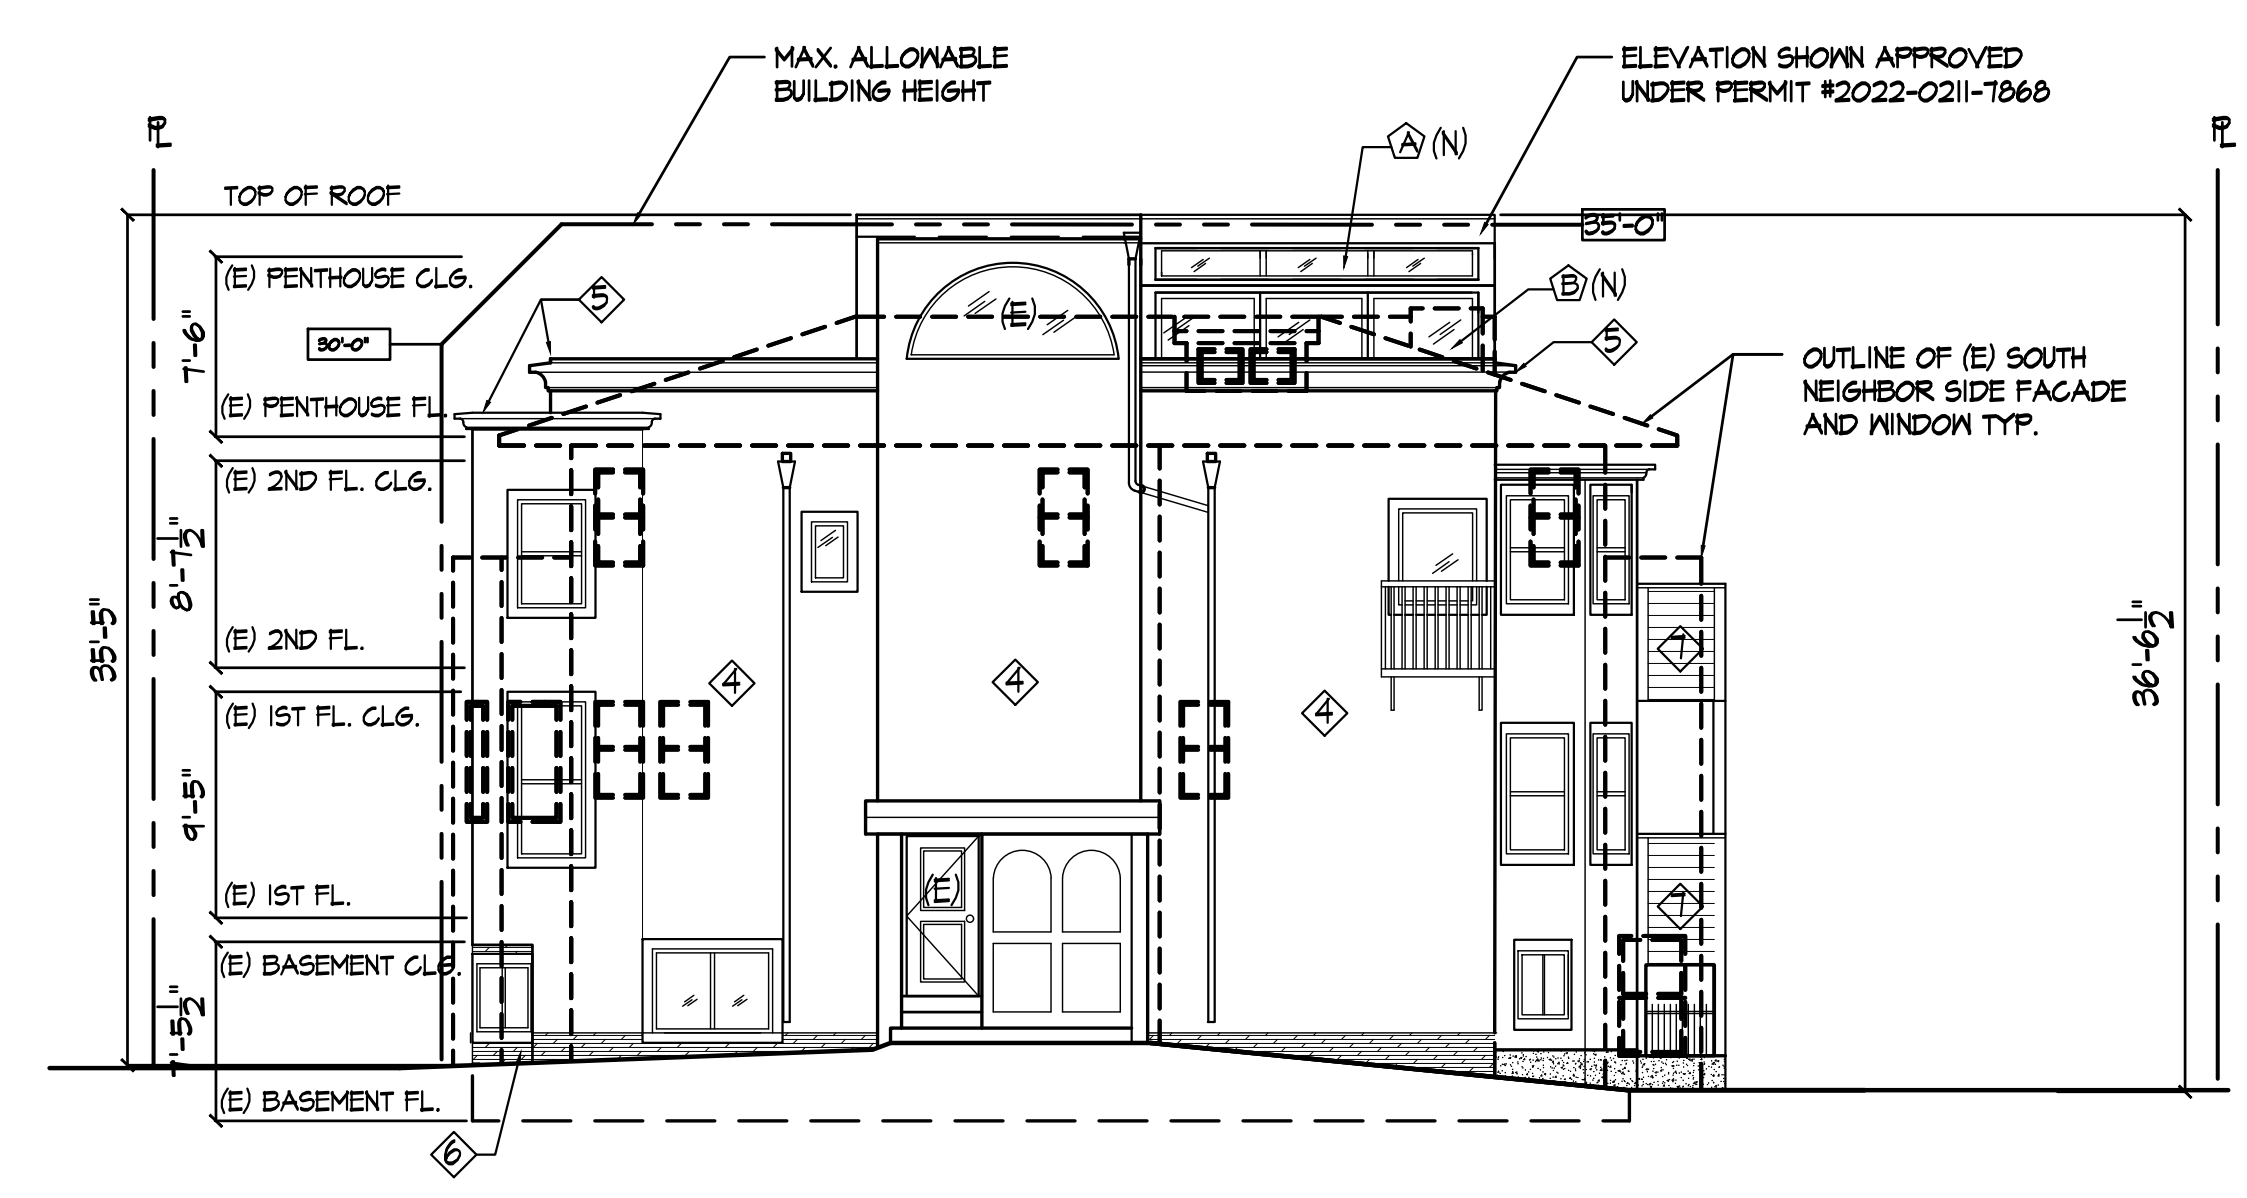 MAX. ALLOWABLE
BUILDING HEIGHT
ELEVATION SHOWN APPROVED
UNDER PERMIT #2022-0211-7868
PL
PL
A (N)
TOP OF ROOF
35'-0"
(E) PENTHOUSE CLG.
5
B (N)
(E)
7'-6"
30'-0"
5
OUTLINE OF (E) SOUTH
NEIGHBOR SIDE FACADE
AND WINDOW TYP.
(E) PENTHOUSE FL.
(E) 2ND FL. CLG.
8'-7 1/2"
(E) 2ND FL.
35'-5"
36'-6 1/2"
7
4
4
4
(E) 1ST FL. CLG.
9'-5"
(E) 1ST FL.
(E)
7
(E) BASEMENT CLG.
'-5 1/2"
(E) BASEMENT FL.
6